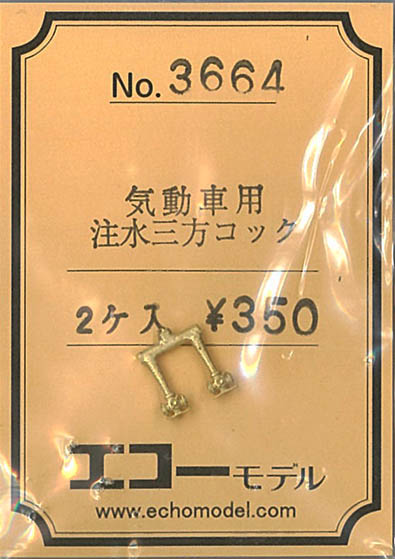 No. 3664
気動車用
注水三方コック
2ケ入 ¥350
エコーモデル
www.echomodel.com